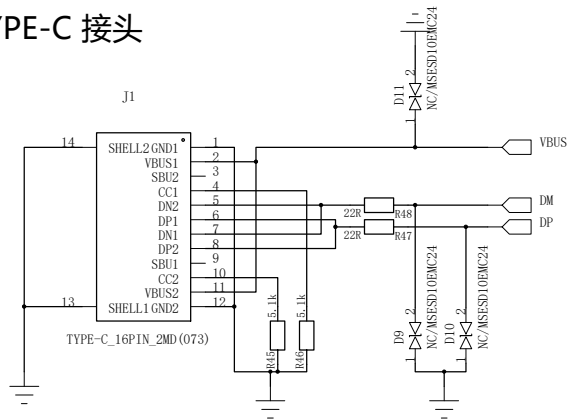 YPE-C 接头
J1
14
13
SHELL2 GND1
VBUS1
SBU2
CC1
DN2
DP1
DN1
DP2
SBU1
CC2
VBUS2
SHELL1 GND2
1
2
3
4
5
6
7
8
9
10
11
12
TYPE-C_16PIN_2MD(073)
5.1k
R45
5.1k
R46
22R
R48
22R
R47
D11
1
2
NC/MSESD10EMC24
VBUS
DM
DP
D9
1
2
NC/MSESD10EMC24
D10
1
2
NC/MSESD10EMC24